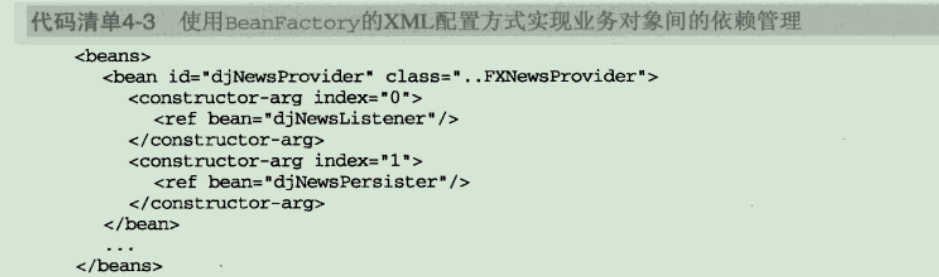 代码清单4-3 使用BeanFactory的XML配置方式实现业务对象间的依赖管理
<beans>
<bean id="djNewsProvider" class="..FXNewsProvider">
<constructor-arg index="0">
<ref bean="djNewsListener"/>
</constructor-arg>
<constructor-arg index="1">
<ref bean="djNewsPersister"/>
</constructor-arg>
</bean>
...
</beans>